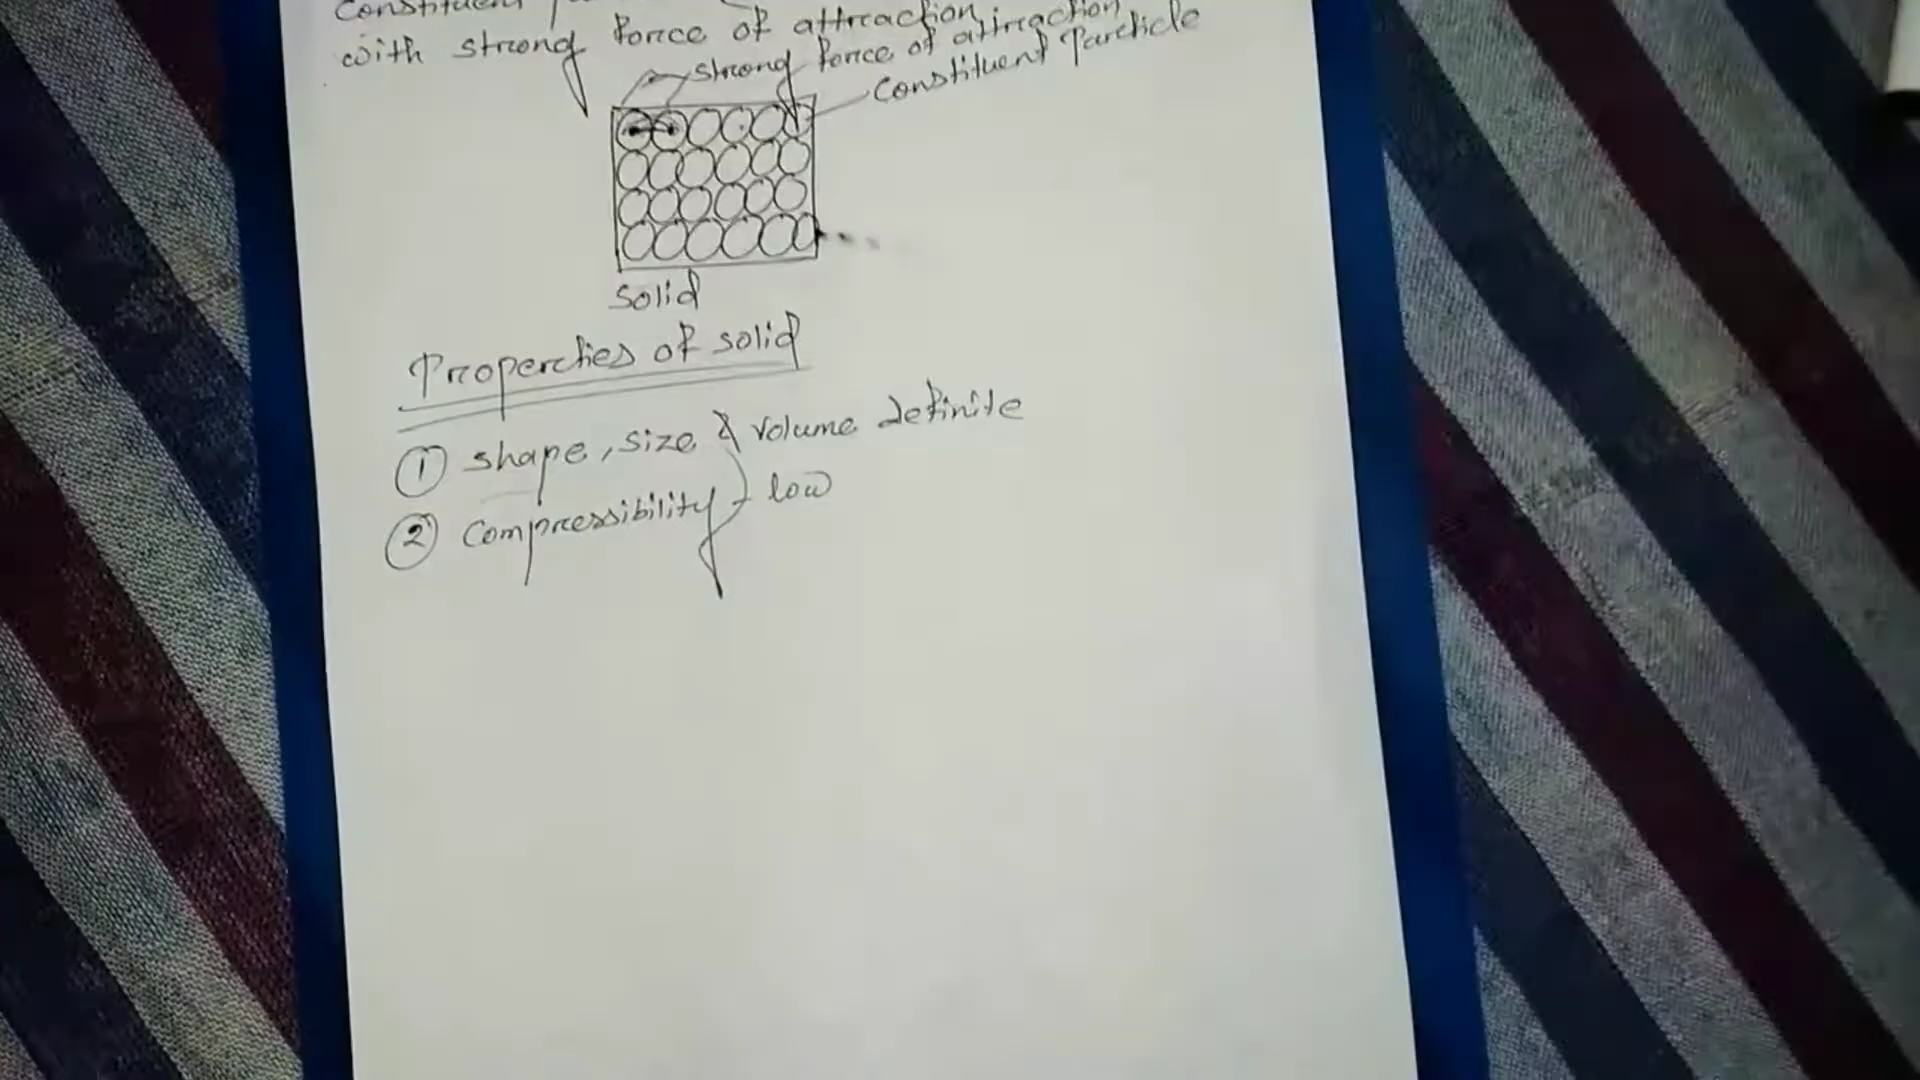 Constituent
with strong force of attraction.
strong force of attraction
Constituent Particle
Solid
Properties of solid
① shape, size & volume definite
② Compressibility → low